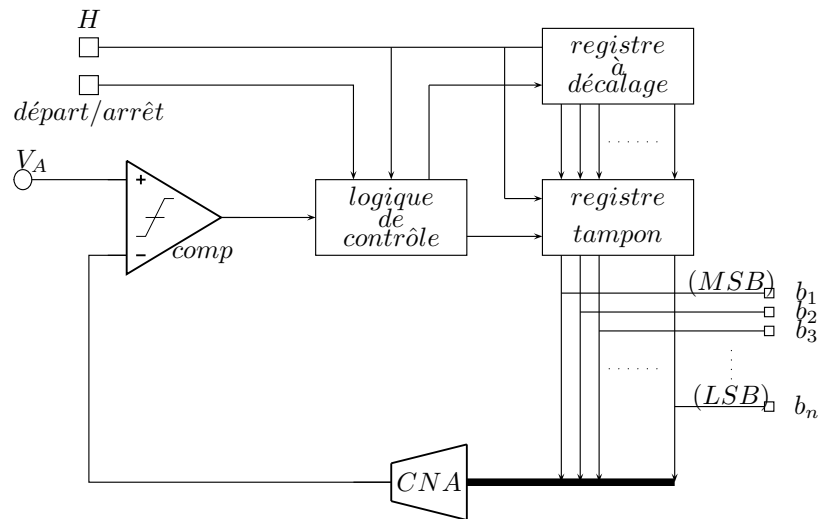 H
départ/arrêt
V_A
+
−
comp
logique
de
contrôle
registre
à
décalage
registre
tampon
(MSB) b_1
b_2
b_3
(LSB) b_n
CNA